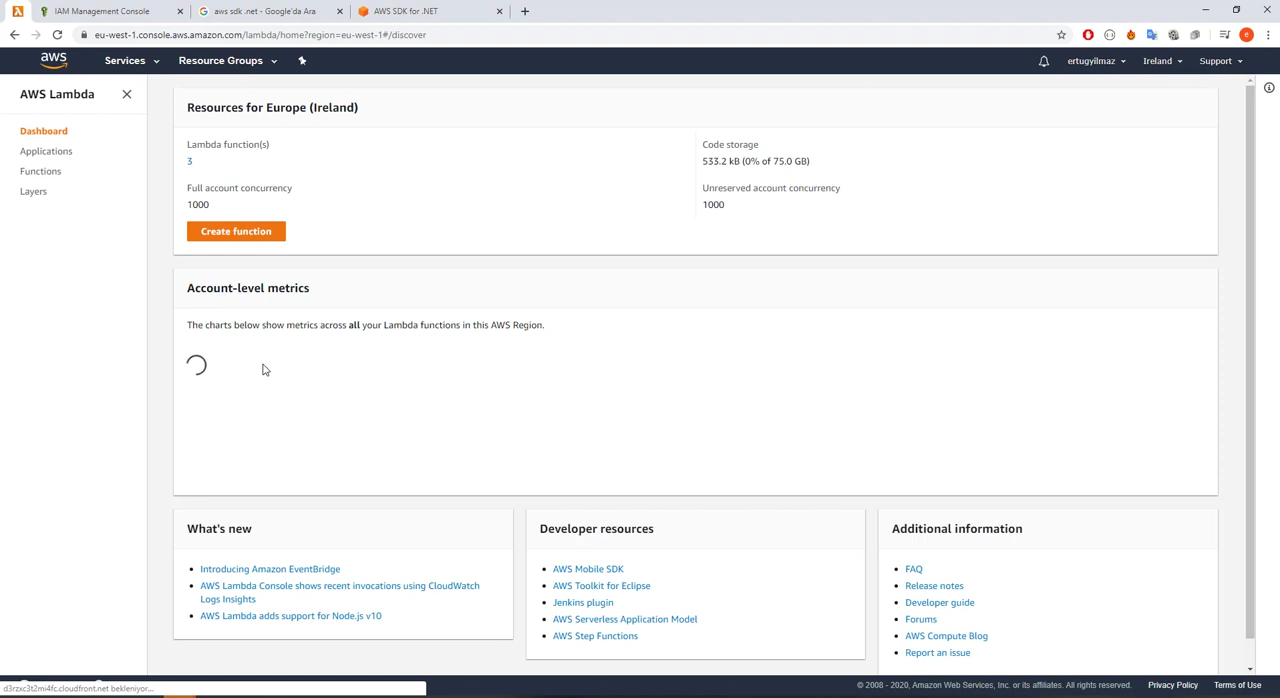 IAM Management Console
aws sdk .net - Google'da Ara
AWS SDK for .NET
eu-west-1.console.aws.amazon.com/lambda/home?region=eu-west-1#/discover
e
aws
Services
Resource Groups
ertugyilmaz
Ireland
Support
AWS Lambda
Dashboard
Applications
Functions
Layers
Resources for Europe (Ireland)
Lambda function(s)
3
Code storage
533.2 kB (0% of 75.0 GB)
Full account concurrency
1000
Unreserved account concurrency
1000
Create function
Account-level metrics
The charts below show metrics across all your Lambda functions in this AWS Region.
What's new
Introducing Amazon EventBridge
AWS Lambda Console shows recent invocations using CloudWatch
Logs Insights
AWS Lambda adds support for Node.js v10
Developer resources
AWS Mobile SDK
AWS Toolkit for Eclipse
Jenkins plugin
AWS Serverless Application Model
AWS Step Functions
Additional information
FAQ
Release notes
Developer guide
Forums
AWS Compute Blog
Report an issue
d3rzxc3t2mi4fc.cloudfront.net bekleniyor...
© 2008 - 2020, Amazon Web Services, Inc. or its affiliates. All rights reserved.
Privacy Policy
Terms of Use